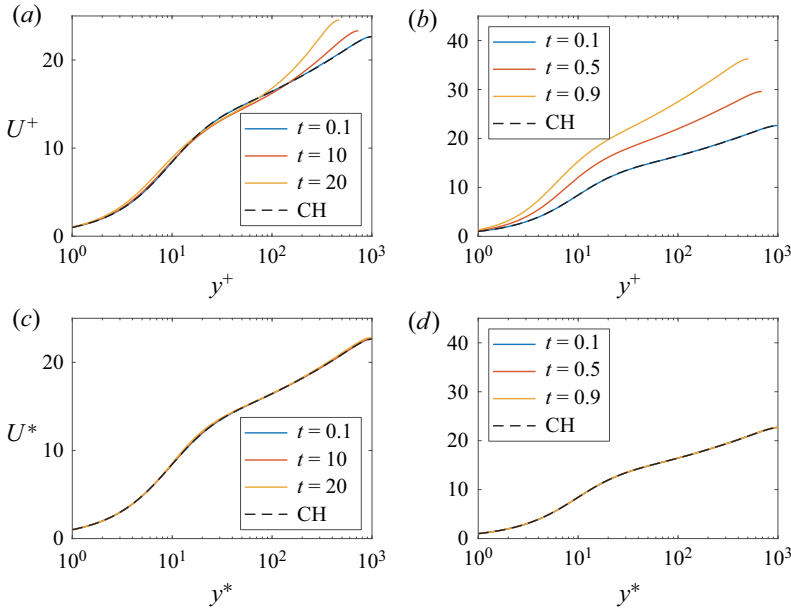 (a)
20
10
0
U+
10^0
10^1
10^2
10^3
y+
t = 0.1
t = 10
t = 20
CH
(b)
40
30
20
10
0
10^0
10^1
10^2
10^3
y+
t = 0.1
t = 0.5
t = 0.9
CH
(c)
20
10
0
U*
10^0
10^1
10^2
10^3
y*
t = 0.1
t = 10
t = 20
CH
(d)
40
30
20
10
0
10^0
10^1
10^2
10^3
y*
t = 0.1
t = 0.5
t = 0.9
CH